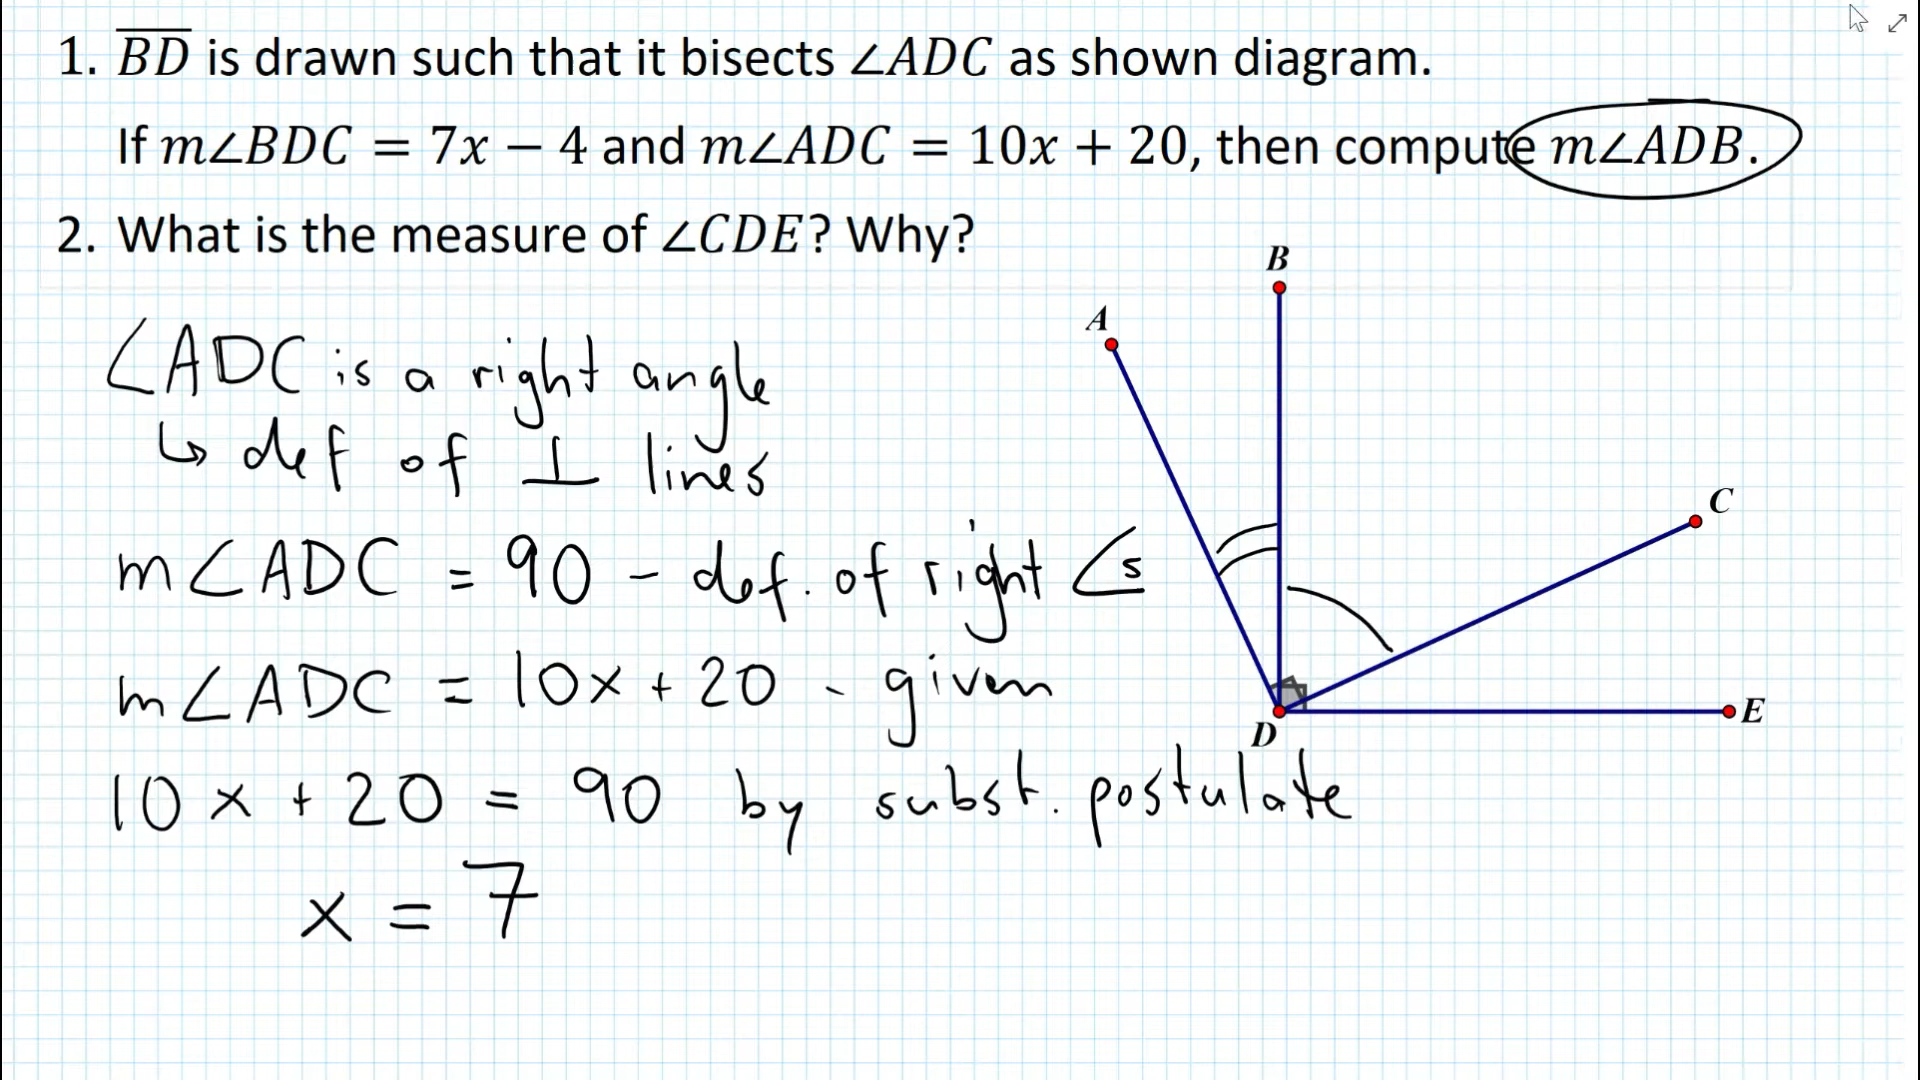 1. BD is drawn such that it bisects ∠ADC as shown diagram.
If m∠BDC = 7x − 4 and m∠ADC = 10x + 20, then compute m∠ADB.
2. What is the measure of ∠CDE? Why?
B
A
C
E
D
∠ADC is a right angle
↳ def of ⊥ lines
m∠ADC = 90 - def. of right ∠s
m∠ADC = 10x + 20 - given
10x + 20 = 90 by subst. postulate
x = 7